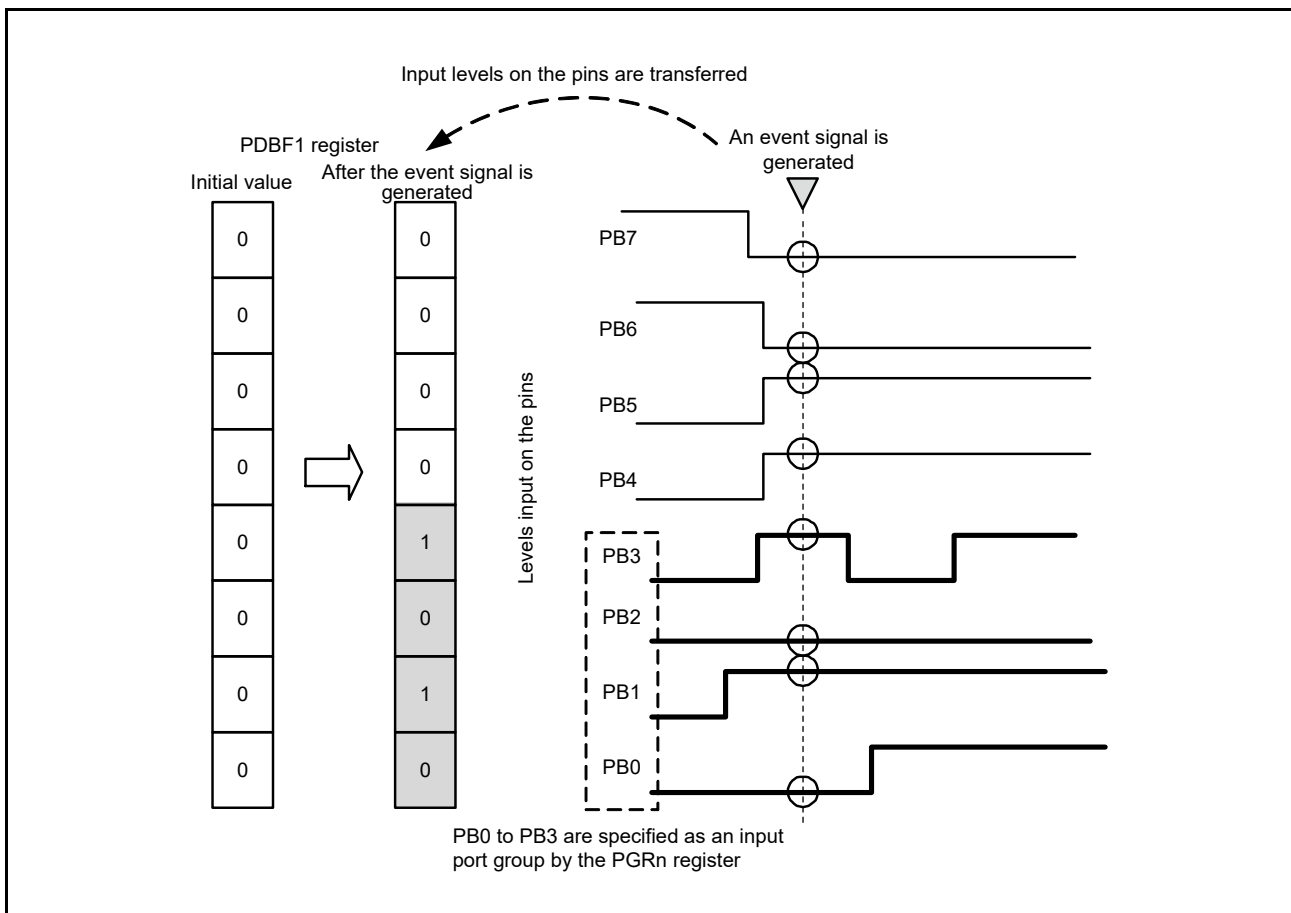 Input levels on the pins are transferred
An event signal is
generated
PDBF1 register
Initial value
After the event signal is
generated
0
0
0
0
0
0
0
0
0
0
0
0
1
0
1
0
Levels input on the pins
PB7
PB6
PB5
PB4
PB3
PB2
PB1
PB0
PB0 to PB3 are specified as an input
port group by the PGRn register